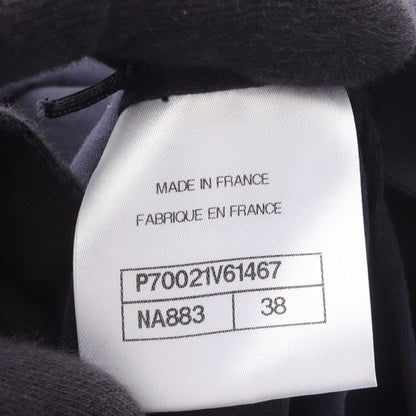 MADE IN FRANCE
FABRIQUE EN FRANCE
P70021V61467
NA883 38